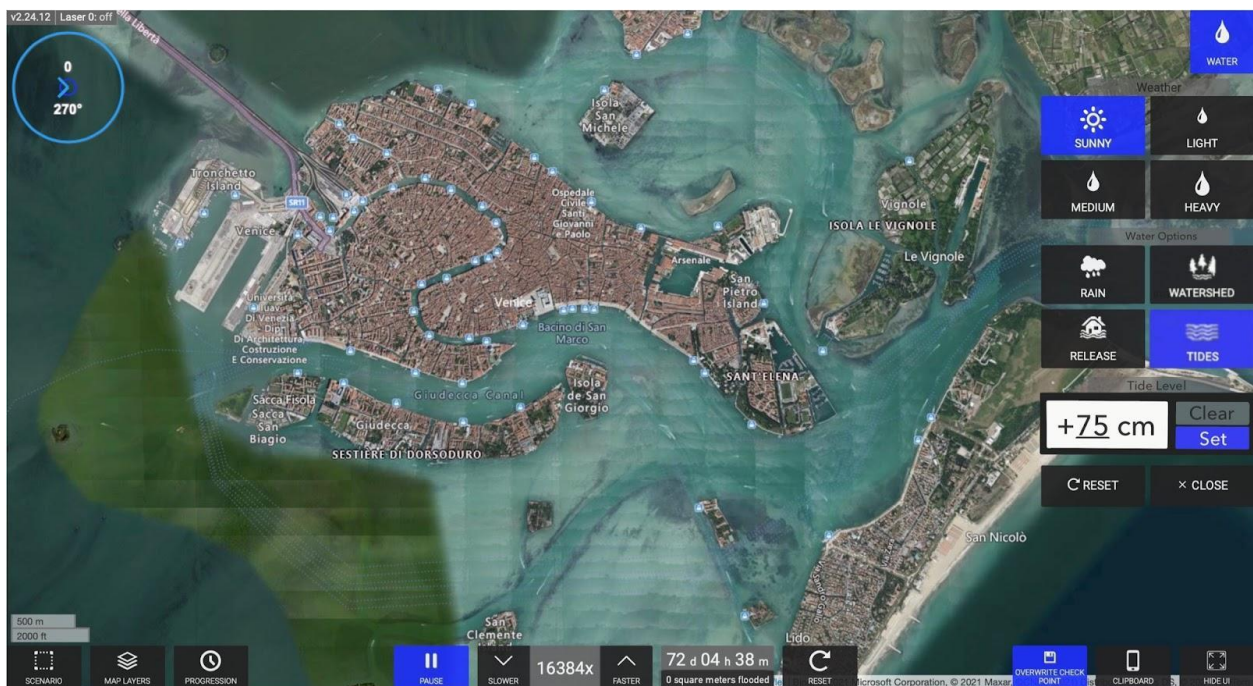 v2.24.12 Laser 0: off
della Libertà
0
270°
WATER
Weather
SUNNY
LIGHT
MEDIUM
HEAVY
Water Options
RAIN
WATERSHED
RELEASE
TIDES
Tide Level
+75 cm
Clear
Set
RESET
× CLOSE
Isola
San
Michele
Tronchetto
Island
SR11
Venice
Ospedale
Civile
Santi
Giovanni
e Paolo
Vignole
ISOLA LE VIGNOLE
Le Vignole
Arsenale
San
Pietro
Island
Venice
Università
Iuav
Di Venezia -
Dip.
Di Architettura,
Costruzione
E Conservazione
Bacino di San
Marco
SANT'ELENA
Isola
de San
Giorgio
Giudecca Canal
Sacca Fisola
Sacca
San
Biagio
Giudecca
SESTIERE DI DORSODURO
San Nicolò
San
Clemente
Lido
500 m
2000 ft
SCENARIO
MAP LAYERS
PROGRESSION
PAUSE
SLOWER
16384x
FASTER
72 d 04 h 38 m
0 square meters flooded
RESET
Microsoft Corporation, © 2021 Maxar,
OVERWRITE CHECK
POINT
CLIPBOARD
HIDE UI